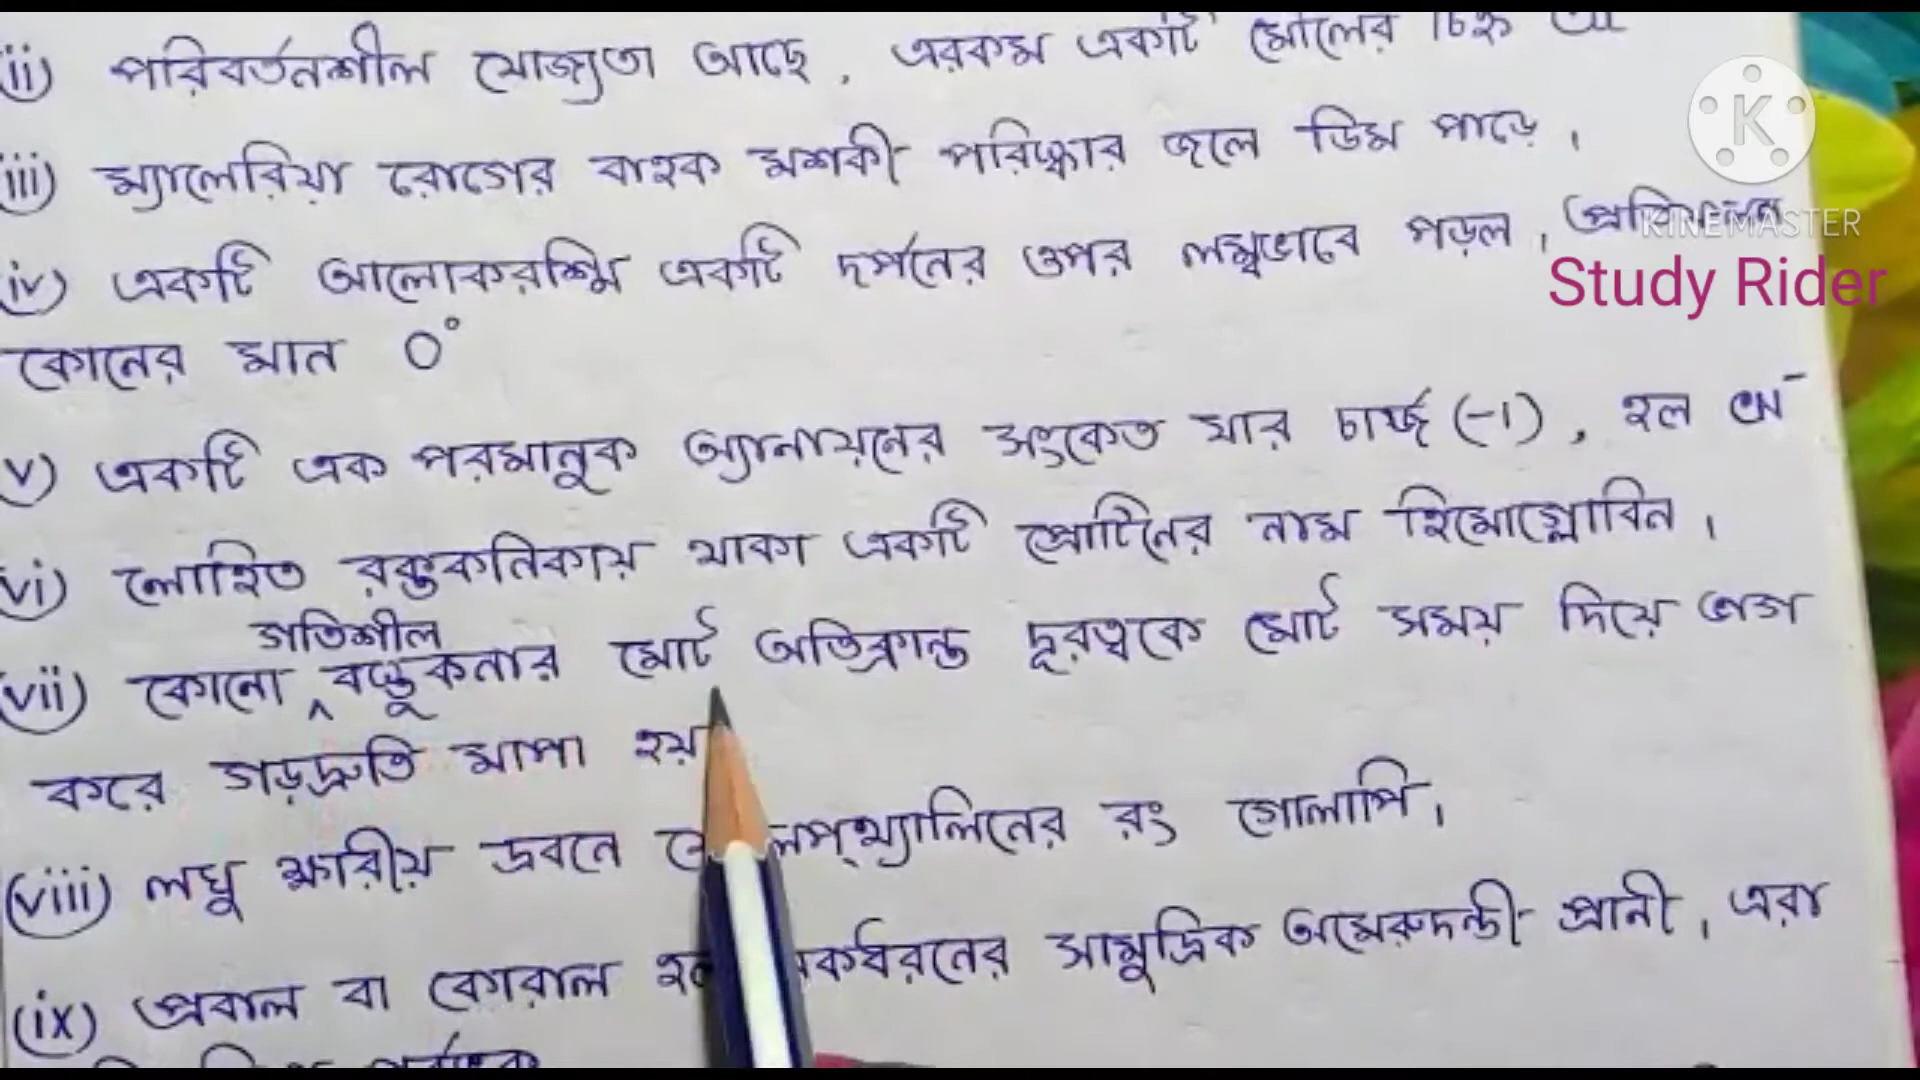 (ii) পরিবর্তনশীল যোজ্যতা আছে, এরকম একটি মৌলের চিহ্ন
(iii) ম্যালেরিয়া রোগের বাহক মশকী পরিষ্কার জলে ডিম পাড়ে।
(iv) একটি আলোকরশ্মি একটি দর্পনের ওপর লম্বভাবে পড়ল।
কোনের মান 0°
(v) একটি এক পরমানুক অ্যানায়নের সংকেত যার চার্জ (-1), হল
(vi) লোহিত রক্তকনিকায় থাকা একটি প্রোটিনের নাম হিমোগ্লোবিন।
গতিশীল
(vii) কোনো ^ বস্তুকনার মোট অতিক্রান্ত দূরত্বকে মোট সময় দিয়ে ভাগ
করে গড়দ্রুতি মাপা হয়
(viii) লঘু ক্ষারীয় দ্রবনে রং গোলাপি।
(ix) প্রবাল বা কোরাল সামুদ্রিক অমেরুদন্ডী প্রানী, এরা
K
KINEMASTER
Study Rider